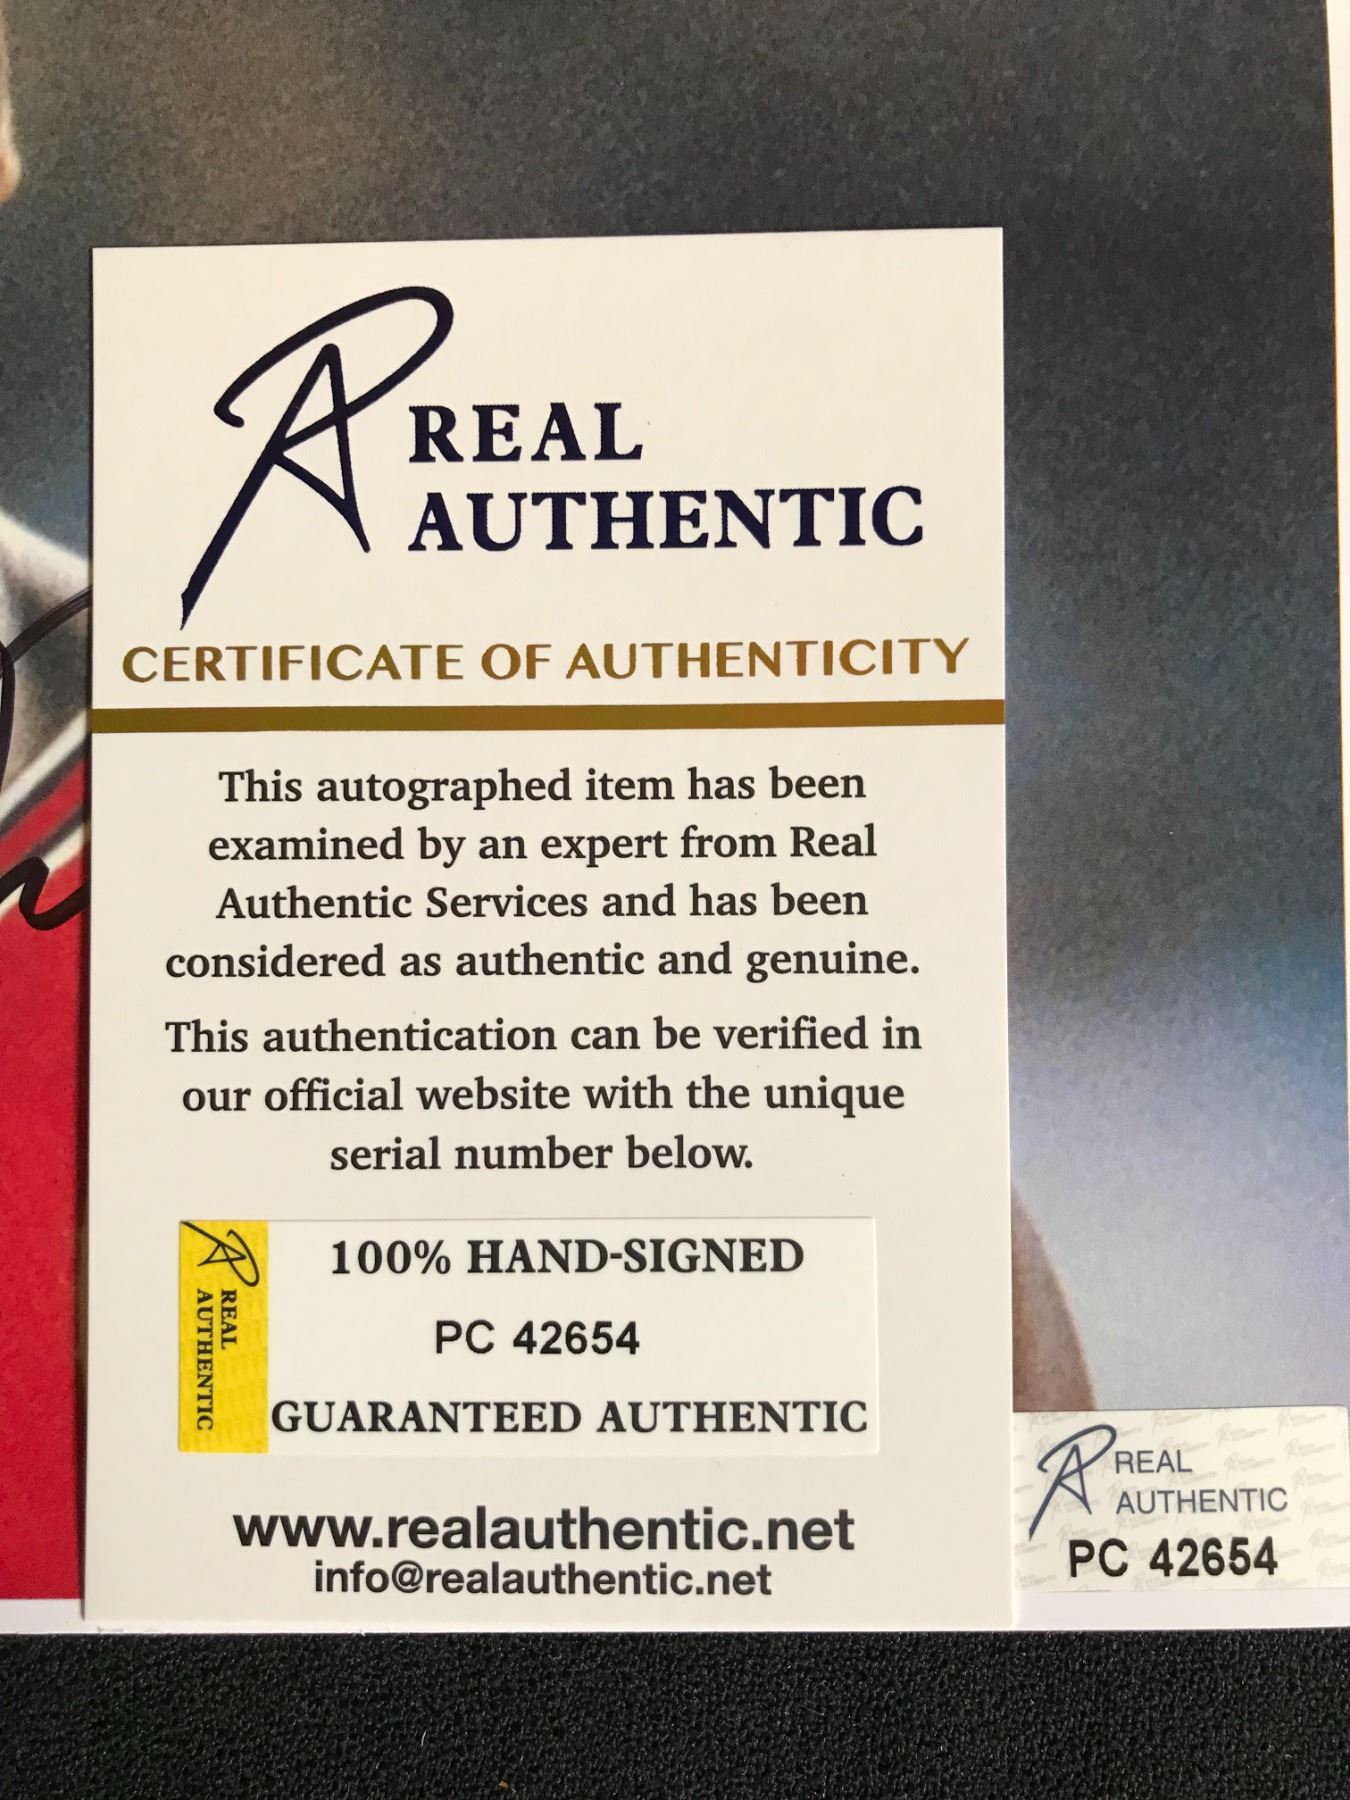 REAL
AUTHENTIC
CERTIFICATE OF AUTHENTICITY
This autographed item has been
examined by an expert from Real
Authentic Services and has been
considered as authentic and genuine.
This authentication can be verified in
our official website with the unique
serial number below.
REAL
AUTHENTIC
100% HAND-SIGNED
PC 42654
GUARANTEED AUTHENTIC
www.realauthentic.net
info@realauthentic.net
REAL
AUTHENTIC
PC 42654